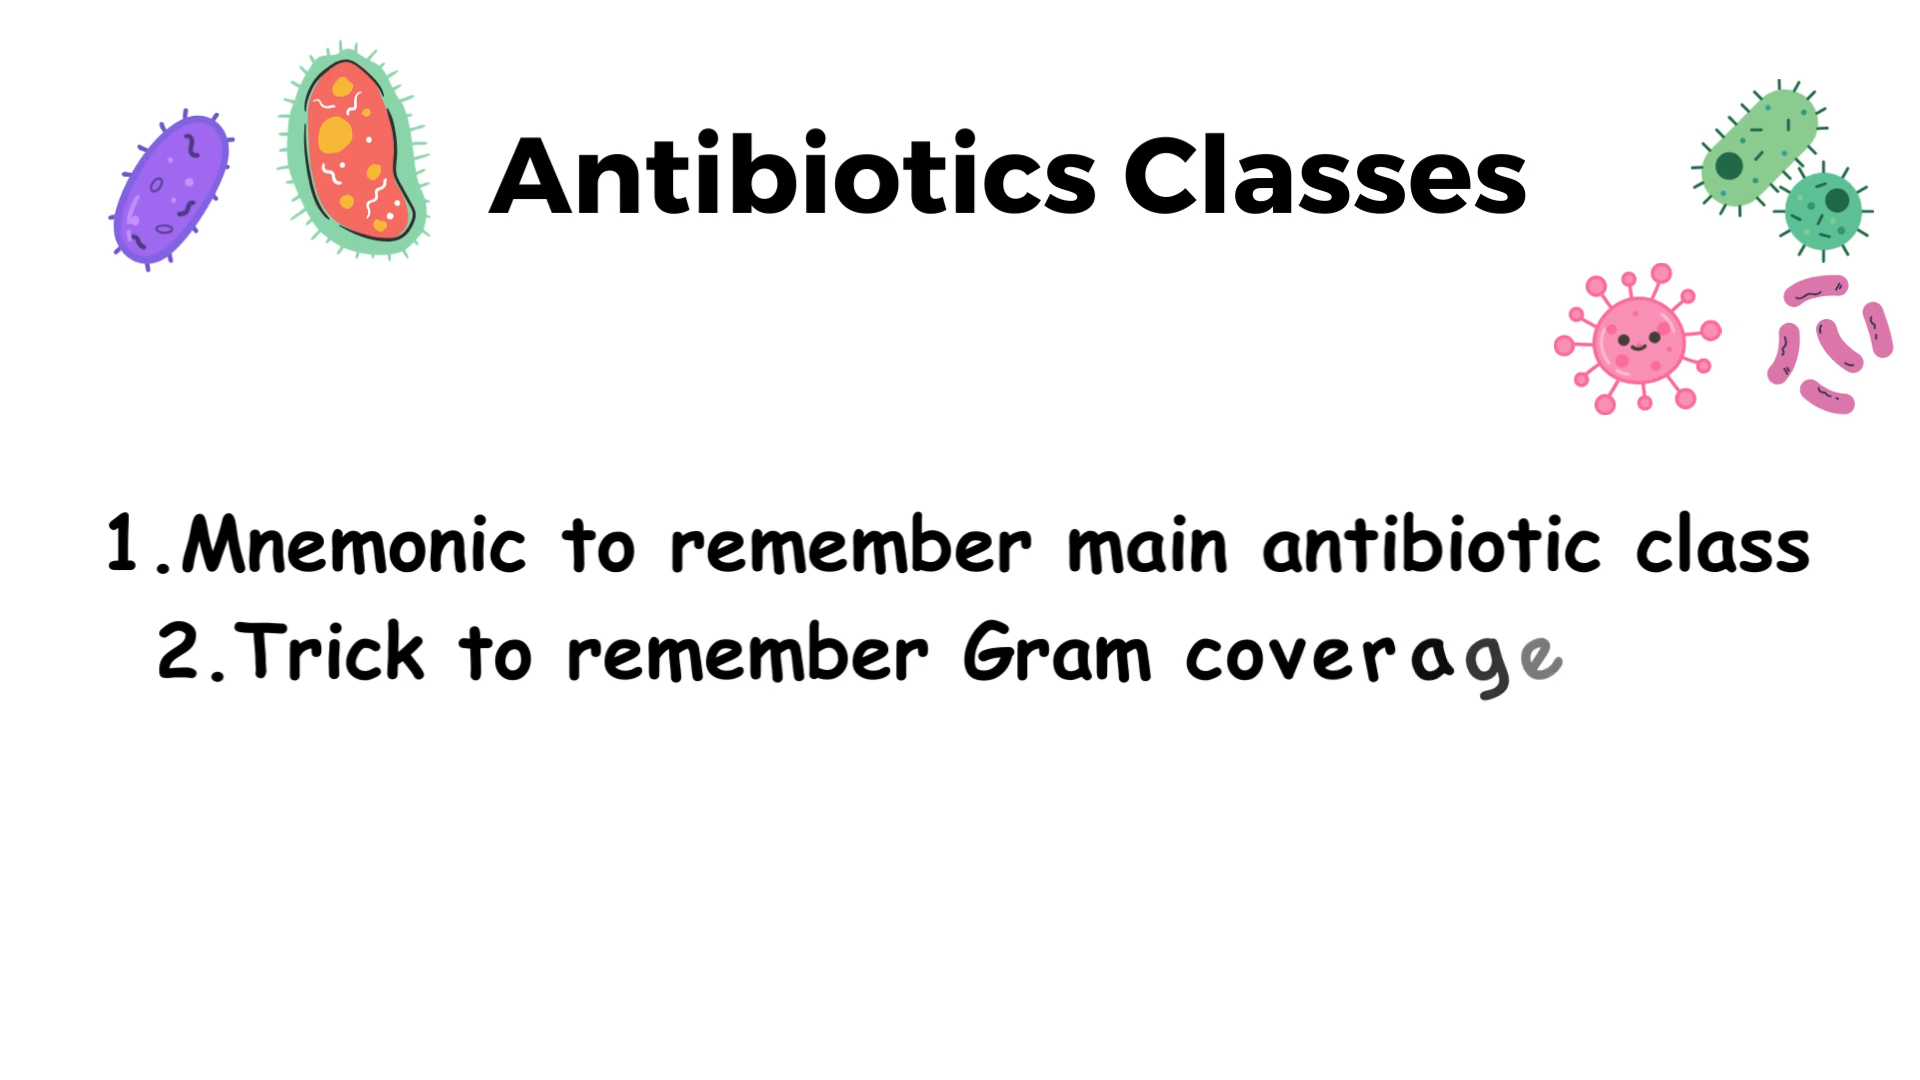 Antibiotics Classes
1.Mnemonic to remember main antibiotic class
2.Trick to remember Gram coverage